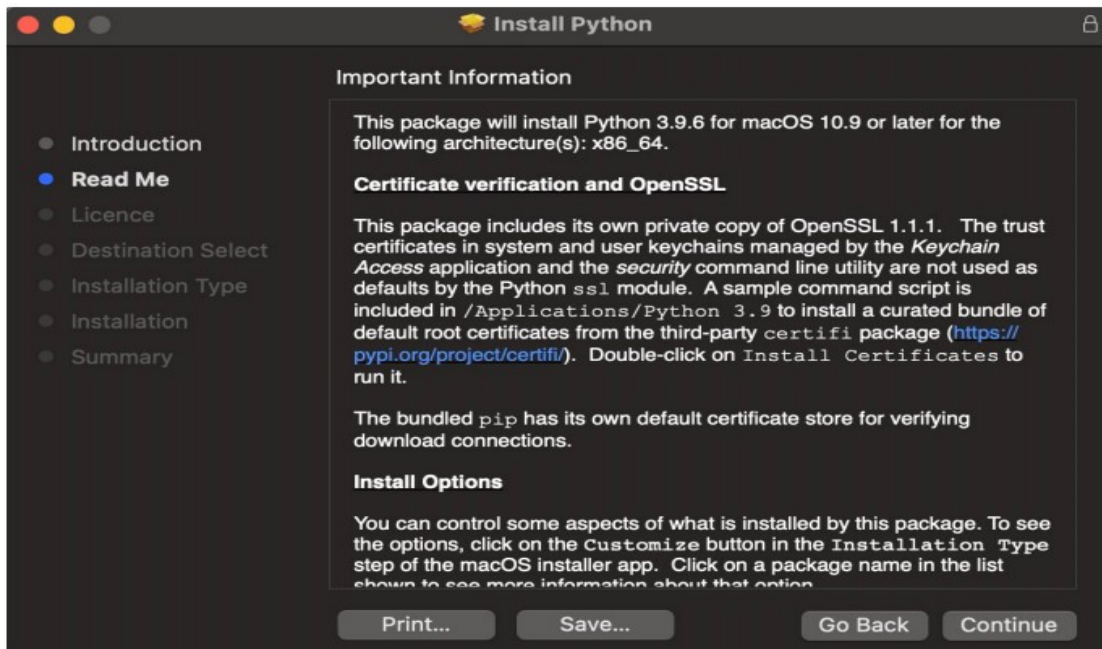 Install Python
Important Information
Introduction
Read Me
Licence
Destination Select
Installation Type
Installation
Summary
This package will install Python 3.9.6 for macOS 10.9 or later for the
following architecture(s): x86_64.
Certificate verification and OpenSSL
This package includes its own private copy of OpenSSL 1.1.1. The trust
certificates in system and user keychains managed by the Keychain
Access application and the security command line utility are not used as
defaults by the Python ssl module. A sample command script is
included in /Applications/Python 3.9 to install a curated bundle of
default root certificates from the third-party certifi package (https://
pypi.org/project/certifi/). Double-click on Install Certificates to
run it.
The bundled pip has its own default certificate store for verifying
download connections.
Install Options
You can control some aspects of what is installed by this package. To see
the options, click on the Customize button in the Installation Type
step of the macOS installer app. Click on a package name in the list
shown to see more information about that option
Print...
Save...
Go Back
Continue